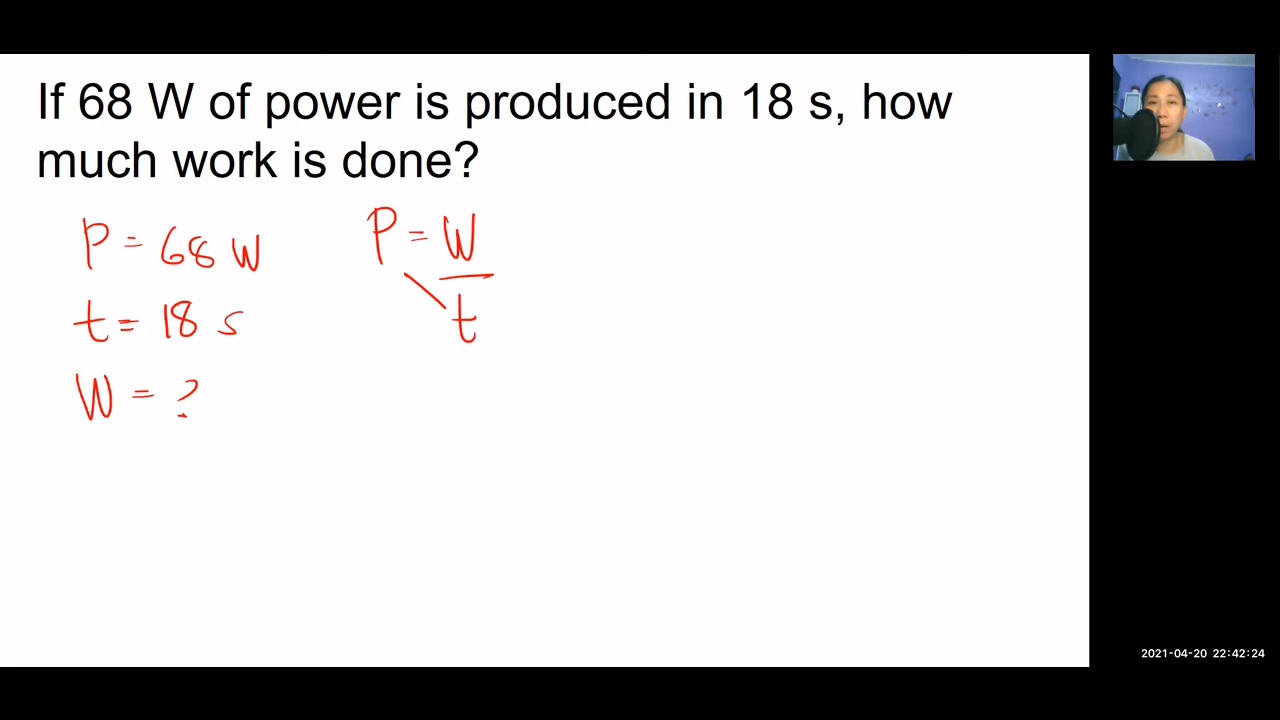 If 68 W of power is produced in 18 s, how
much work is done?
P = 68 W
t = 18 s
W = ?
P = W
t
2021-04-20 22:42:24